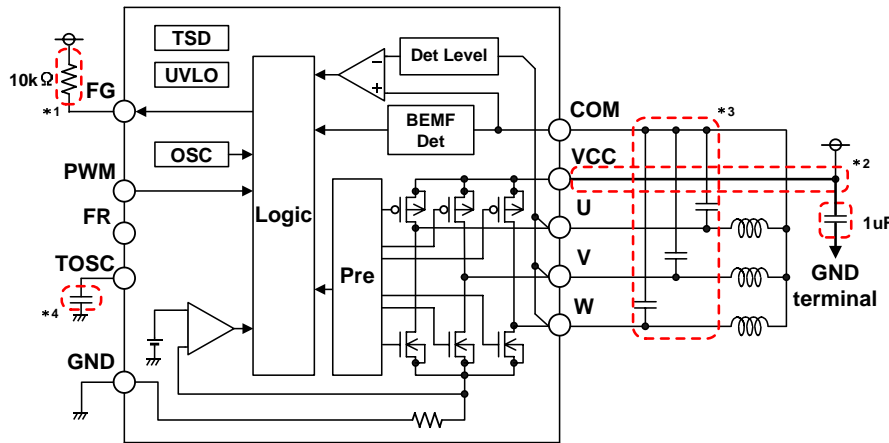 TSD
UVLO
OSC
Logic
Det Level
BEMF
Det
Pre
10kΩ
*1
FG
PWM
FR
TOSC
*4
GND
COM
VCC
U
V
W
*3
*2
1uF
GND
terminal
−
+